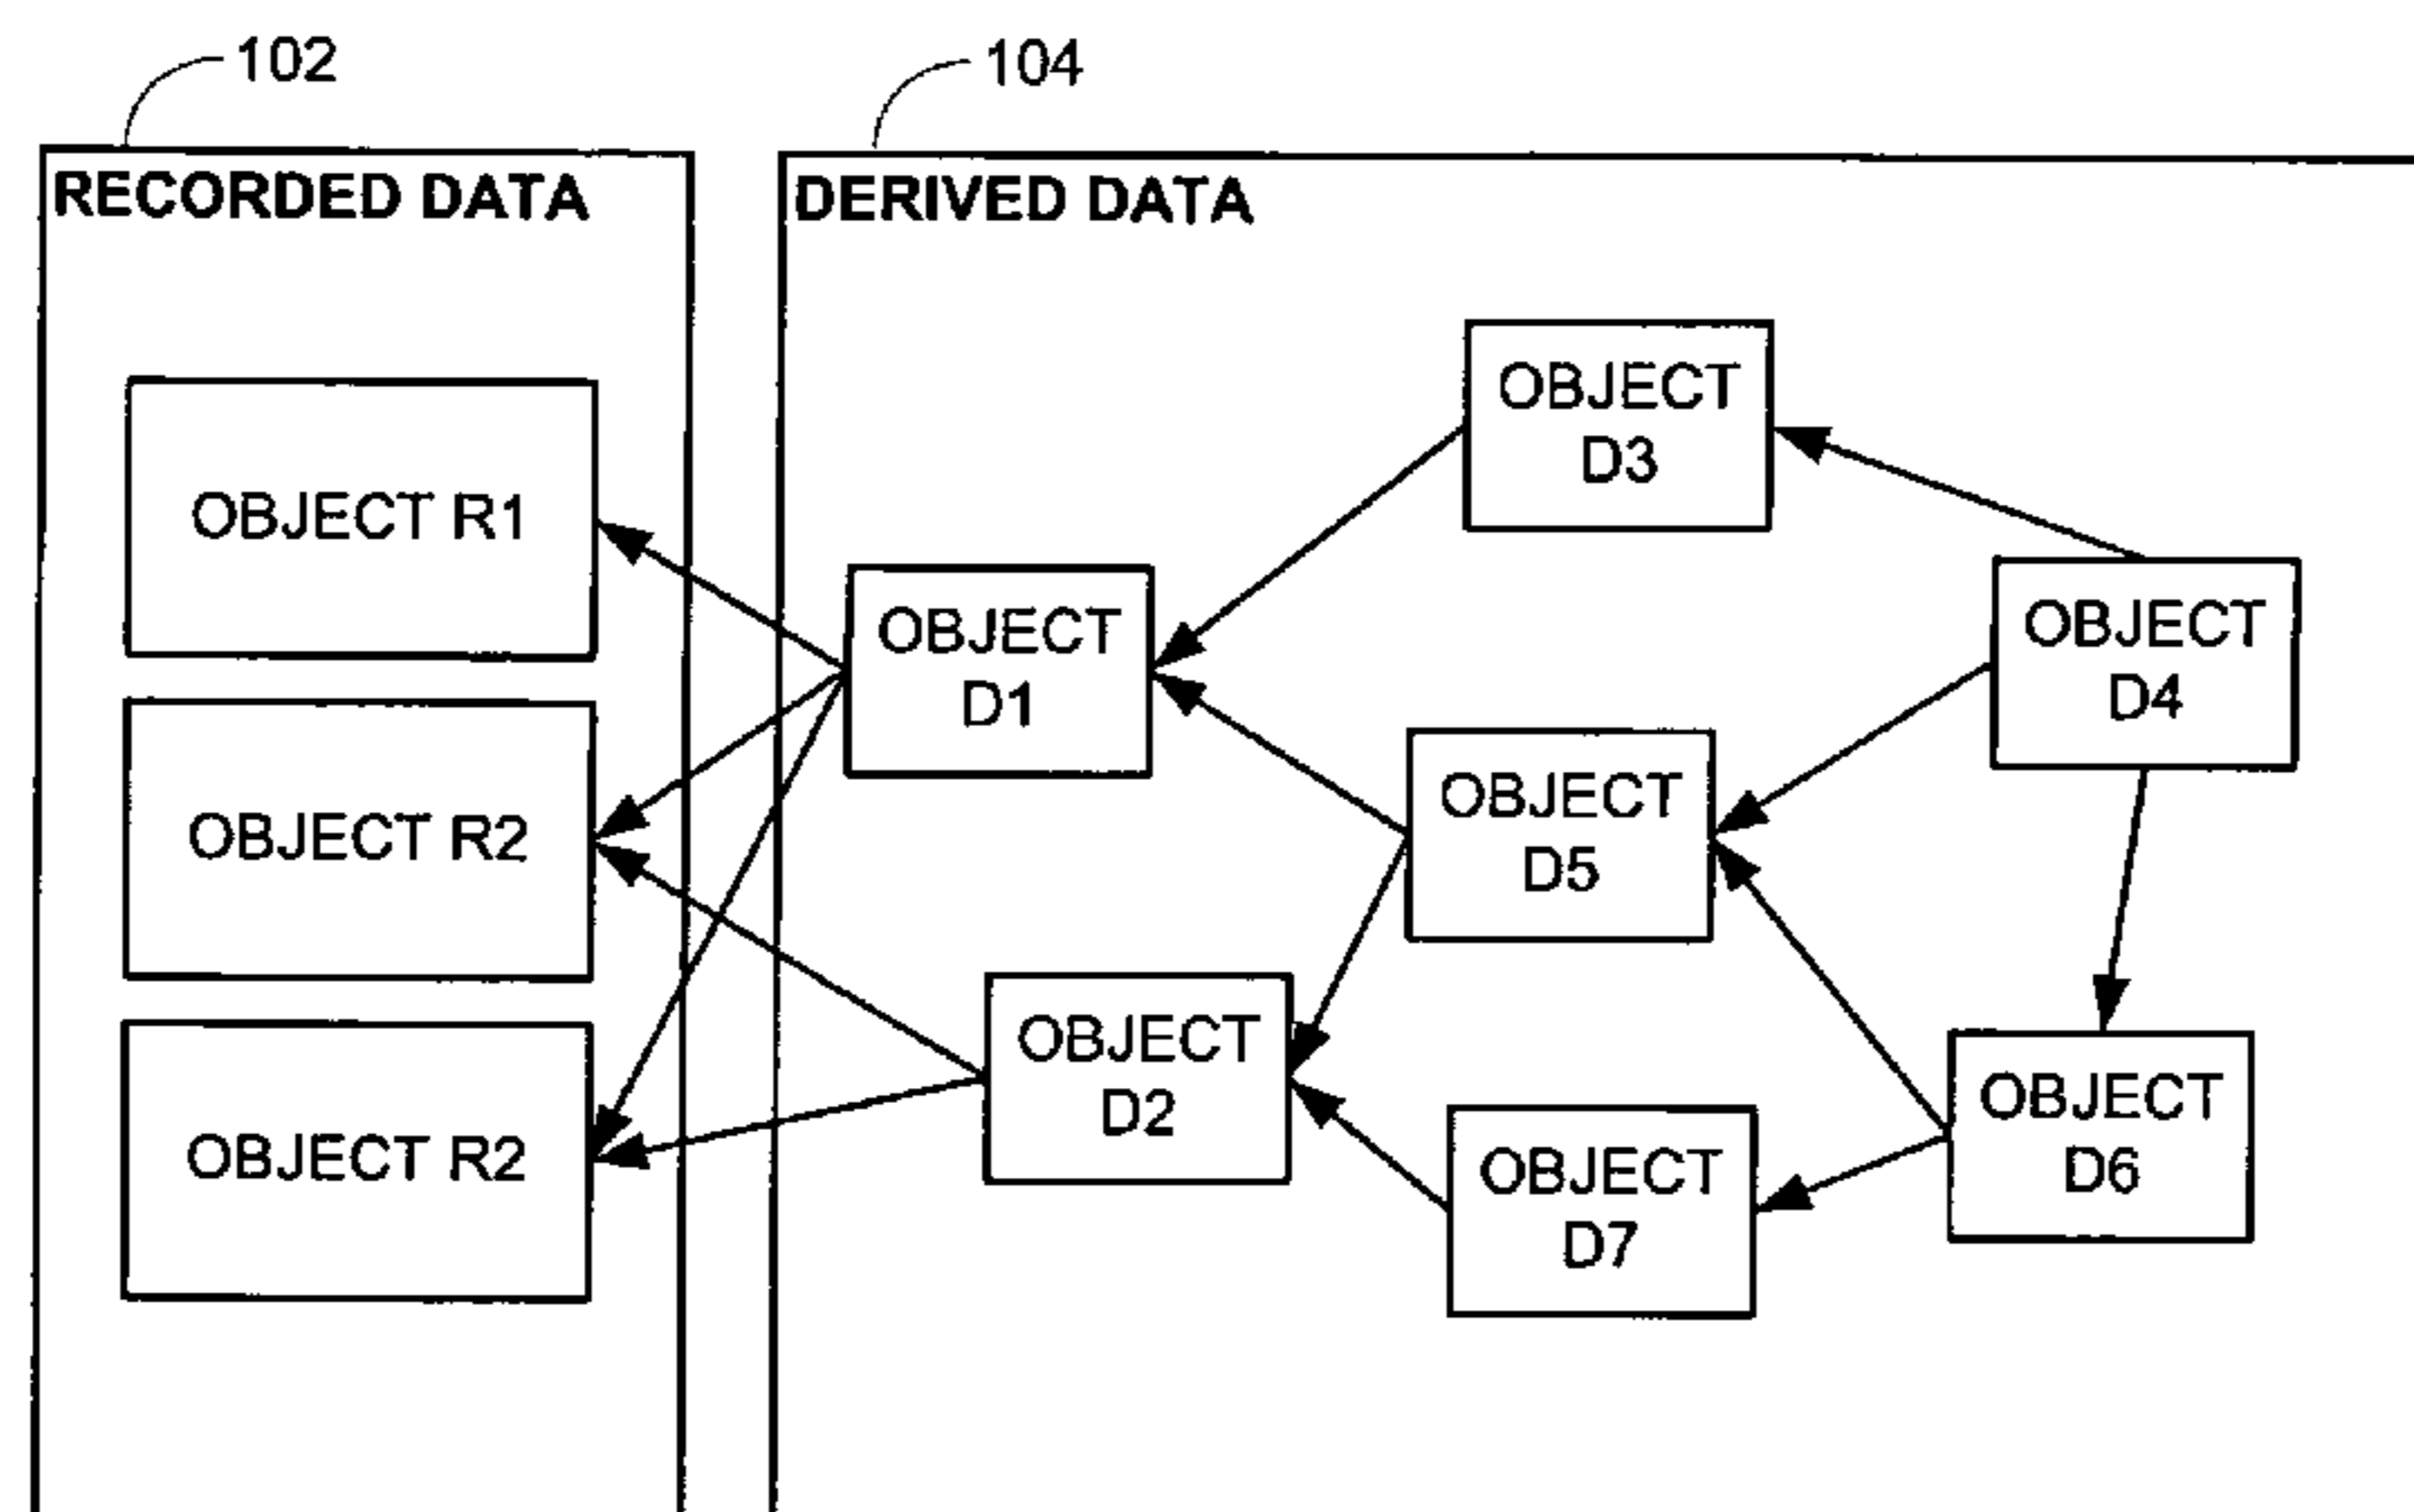 102
104
RECORDED DATA
DERIVED DATA
OBJECT R1
OBJECT R2
OBJECT R2
OBJECT
D1
OBJECT
D2
OBJECT
D3
OBJECT
D4
OBJECT
D5
OBJECT
D6
OBJECT
D7